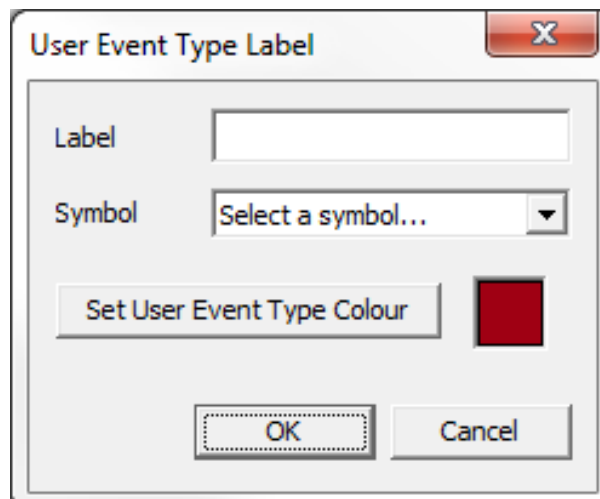 User Event Type Label
Label
Symbol Select a symbol...
Set User Event Type Colour
OK Cancel